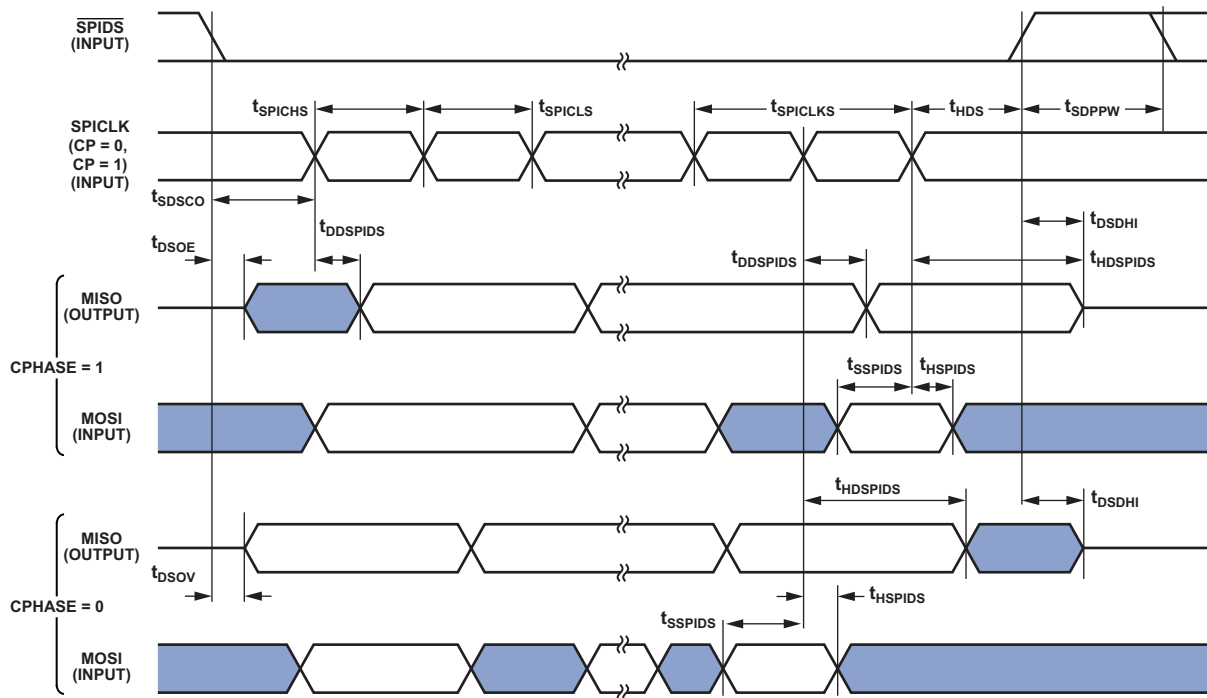 SPIDS
(INPUT)
tSPICHS
tSPICLS
tSPICLKS
tHDS
tSDPPW
SPICLK
(CP = 0,
CP = 1)
(INPUT)
tSDSCO
tDSOE
tDDSPIDS
tDDSPIDS
tDSDHI
tHDSPIDS
MISO
(OUTPUT)
CPHASE = 1
tSSPIDS
tHSPIDS
MOSI
(INPUT)
tHDSPIDS
tDSDHI
MISO
(OUTPUT)
tDSOV
CPHASE = 0
tHSPIDS
tSSPIDS
MOSI
(INPUT)